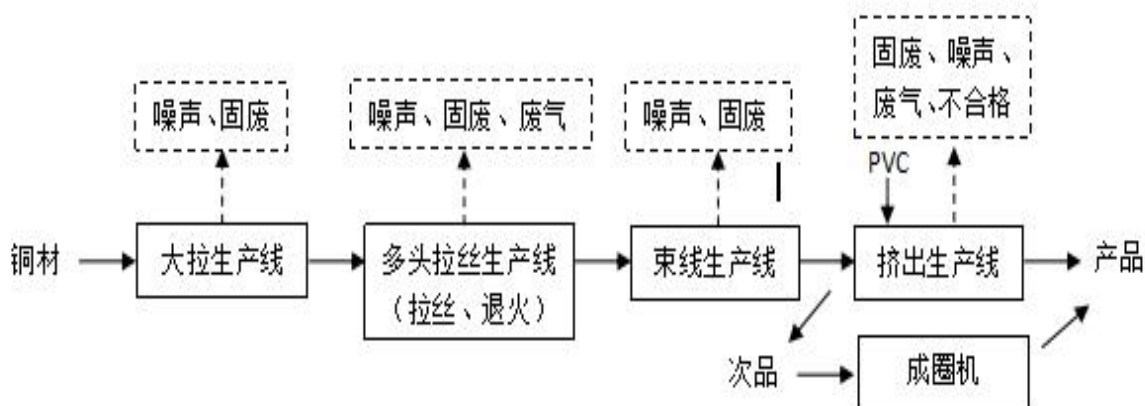 噪声、固废
噪声、固废、废气
噪声、固废
固废、噪声、
废气、不合格
PVC
铜材
大拉生产线
多头拉丝生产线
（拉丝、退火）
束线生产线
挤出生产线
产品
次品
成圈机